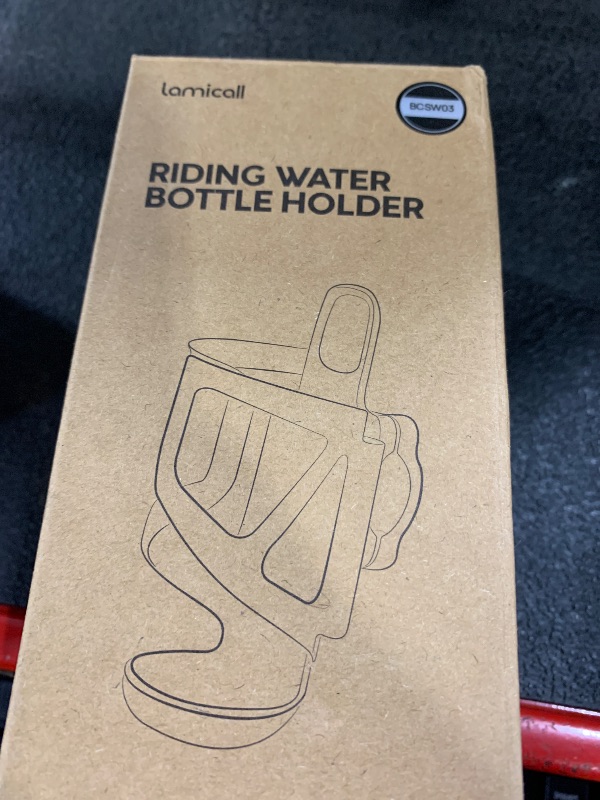 Lamicall
BCSW03
RIDING WATER
BOTTLE HOLDER